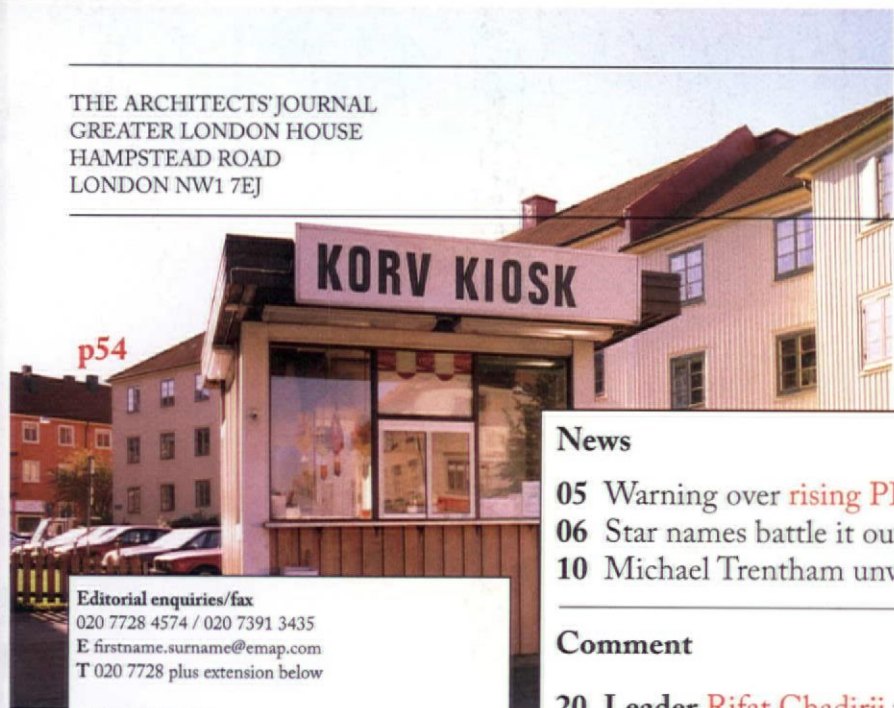 THE ARCHITECTS' JOURNAL
GREATER LONDON HOUSE
HAMPSTEAD ROAD
LONDON NW1 7EJ
KORV KIOSK
p54
News
05 Warning over rising
06 Star names battle it
10 Michael Trentham
Editorial enquiries/fax
020 7728 4574 / 020 7391 3435
E firstname.surname@emap.com
T 020 7728 plus extension below
Comment
20 Leader Rifat